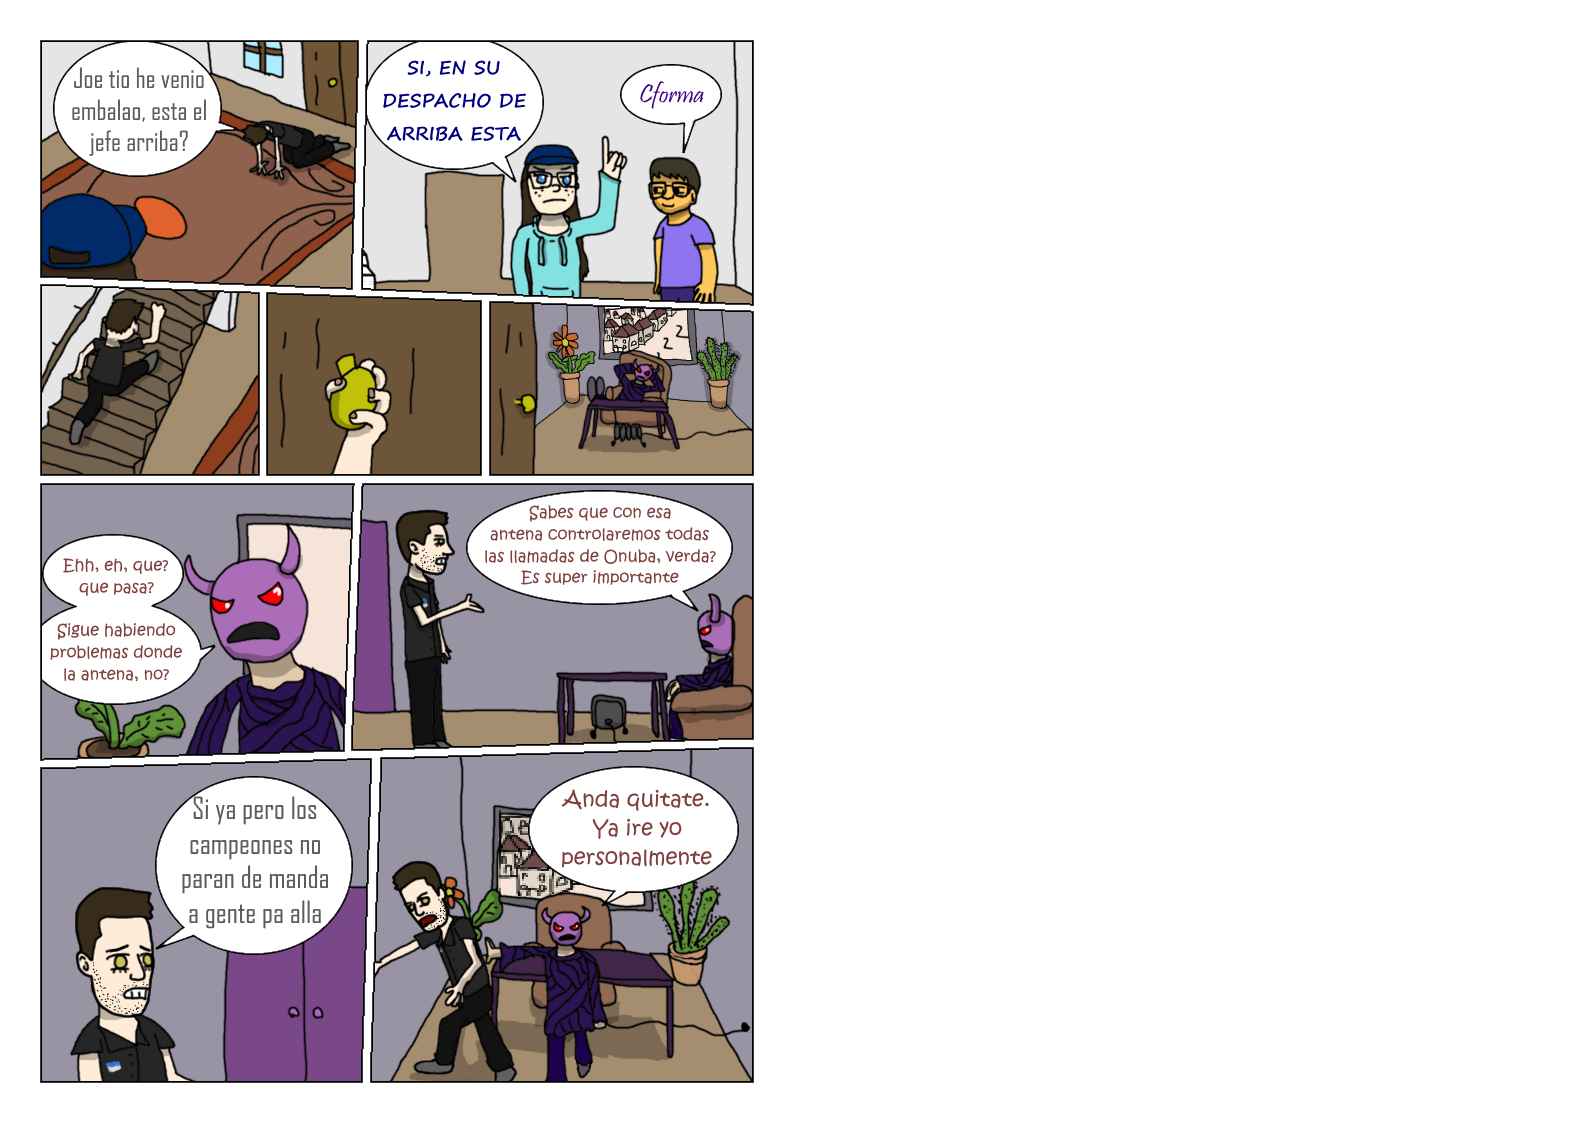 Joe tio he venio
embalao, esta el
jefe arriba?
SI, EN SU
DESPACHO DE
ARRIBA ESTA
Cforma
z
z
Ehh, eh, que?
que pasa?
Sigue habiendo
problemas donde
la antena, no?
Sabes que con esa
antena controlaremos todas
las llamadas de Onuba, verda?
Es super importante
Si ya pero los
campeones no
paran de manda
a gente pa alla
Anda quitate.
Ya ire yo
personalmente